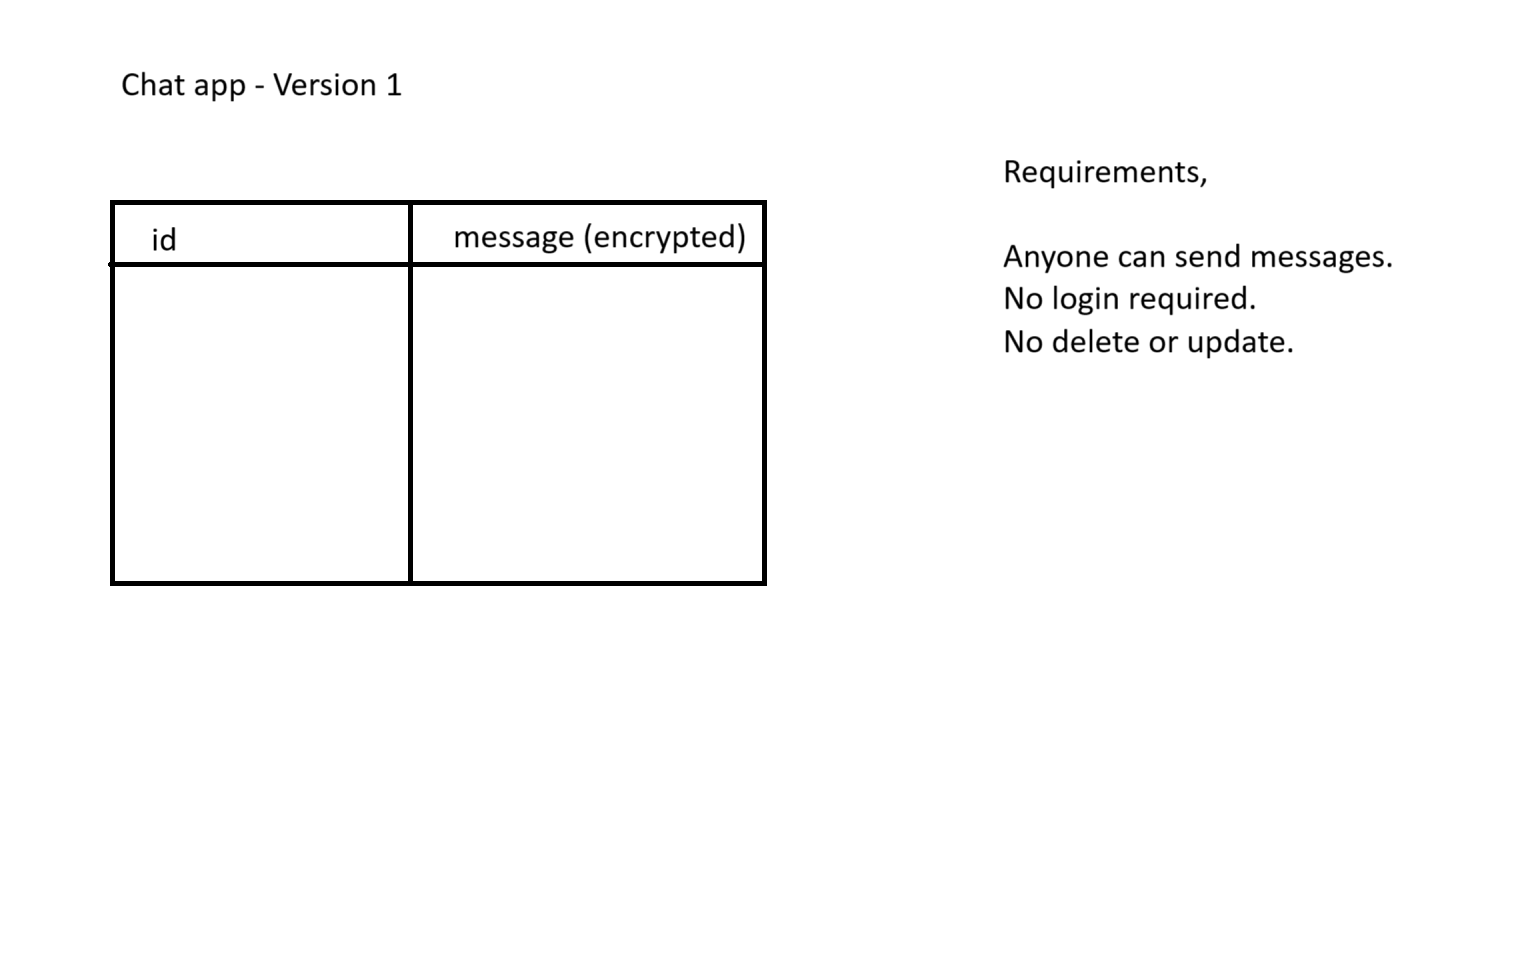 Chat app - Version 1
id
message (encrypted)
Requirements,
Anyone can send messages.
No login required.
No delete or update.